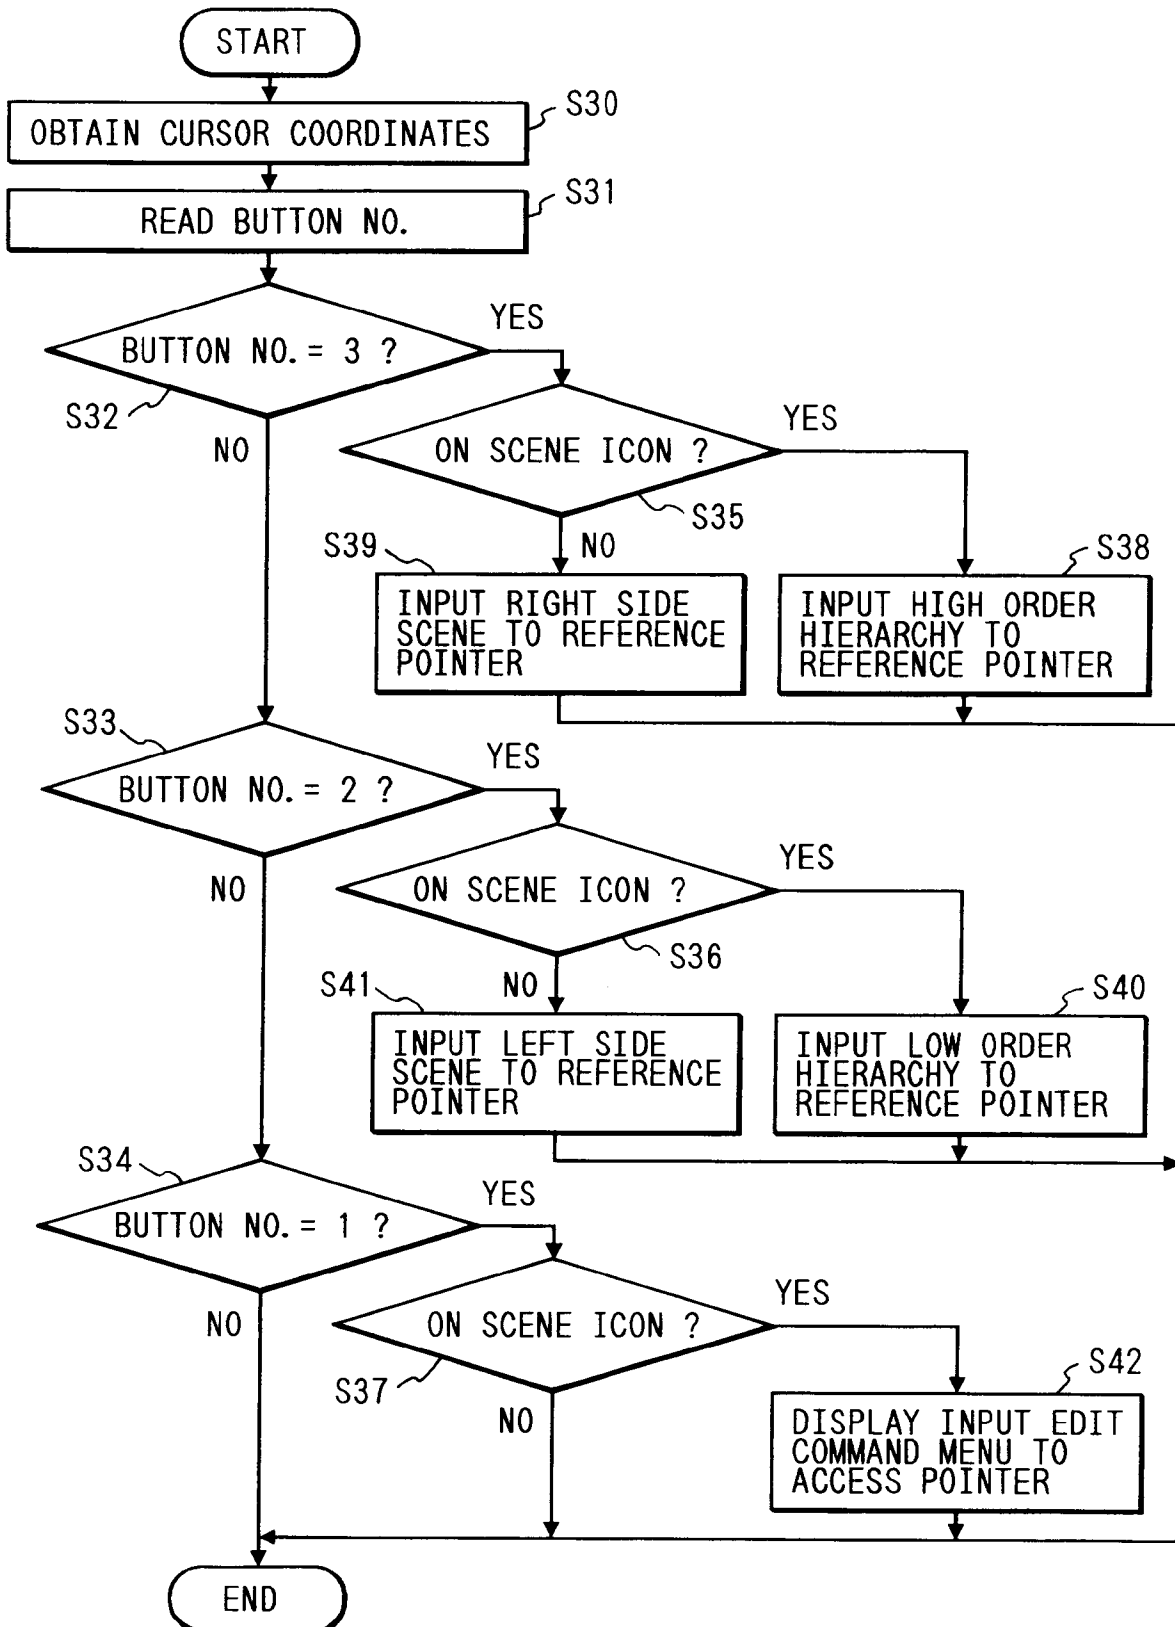 START
S30
OBTAIN CURSOR COORDINATES
S31
READ BUTTON NO.
YES
BUTTON NO. = 3 ?
S32
NO
YES
ON SCENE ICON ?
S35
S39
NO
S38
INPUT RIGHT SIDE
SCENE TO REFERENCE
POINTER
INPUT HIGH ORDER
HIERARCHY TO
REFERENCE POINTER
S33
YES
BUTTON NO. = 2 ?
NO
YES
ON SCENE ICON ?
S36
S41
NO
S40
INPUT LEFT SIDE
SCENE TO REFERENCE
POINTER
INPUT LOW ORDER
HIERARCHY TO
REFERENCE POINTER
S34
YES
BUTTON NO. = 1 ?
NO
YES
ON SCENE ICON ?
S37
NO
S42
DISPLAY INPUT EDIT
COMMAND MENU TO
ACCESS POINTER
END